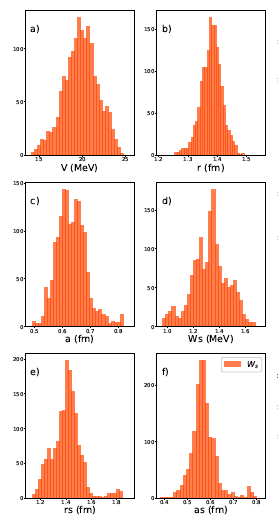 a)
100
50
0
15 20 25
V (MeV)
b)
150
100
50
0
1.2 1.3 1.4 1.5
r (fm)
c)
150
100
50
0
0.5 0.6 0.7 0.8
a (fm)
d)
150
100
50
0
1.0 1.2 1.4 1.6
Ws (MeV)
e)
200
150
100
50
0
1.2 1.4 1.6 1.8
rs (fm)
f)
Ws
200
100
0
0.4 0.5 0.6 0.7 0.8
as (fm)